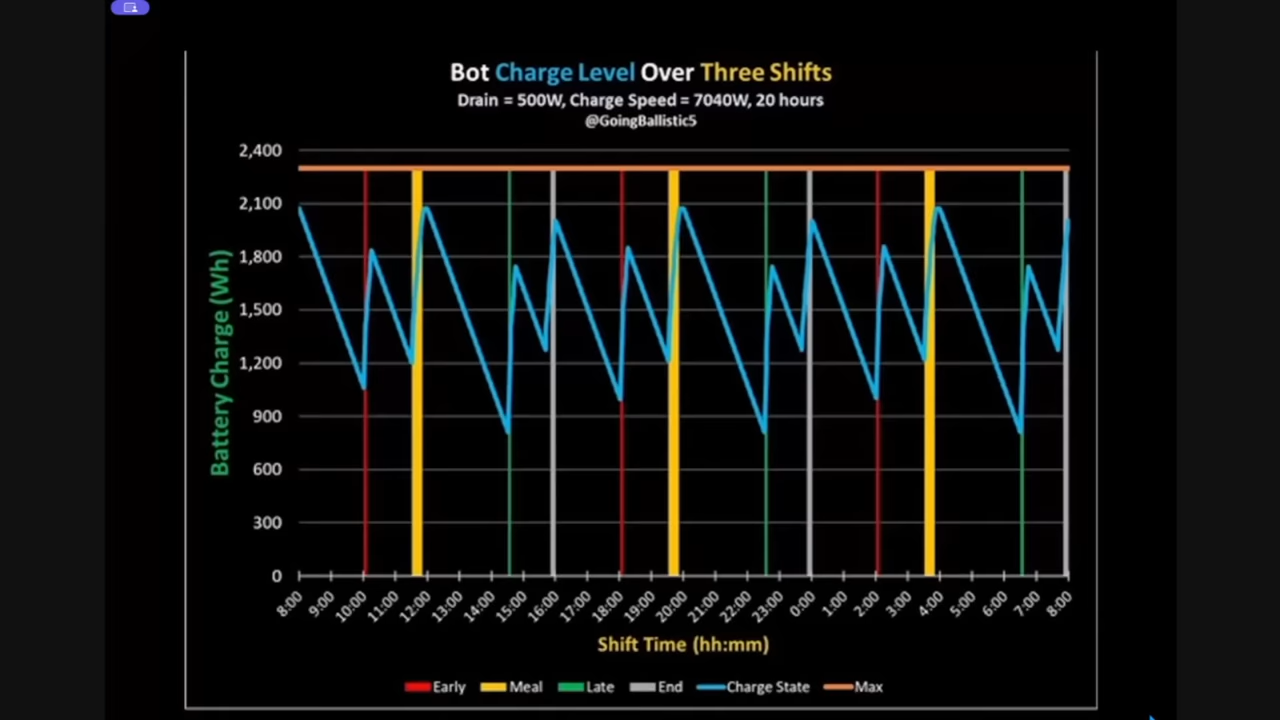 Bot Charge Level Over Three Shifts
Drain = 500W, Charge Speed = 7040W, 20 hours
@GoingBallistic5
Battery Charge (Wh)
2,400
2,100
1,800
1,500
1,200
900
600
300
0
8:00 9:00 10:00 11:00 12:00 13:00 14:00 15:00 16:00 17:00 18:00 19:00 20:00 21:00 22:00 23:00 0:00 1:00 2:00 3:00 4:00 5:00 6:00 7:00 8:00
Shift Time (hh:mm)
Early Meal Late End Charge State Max